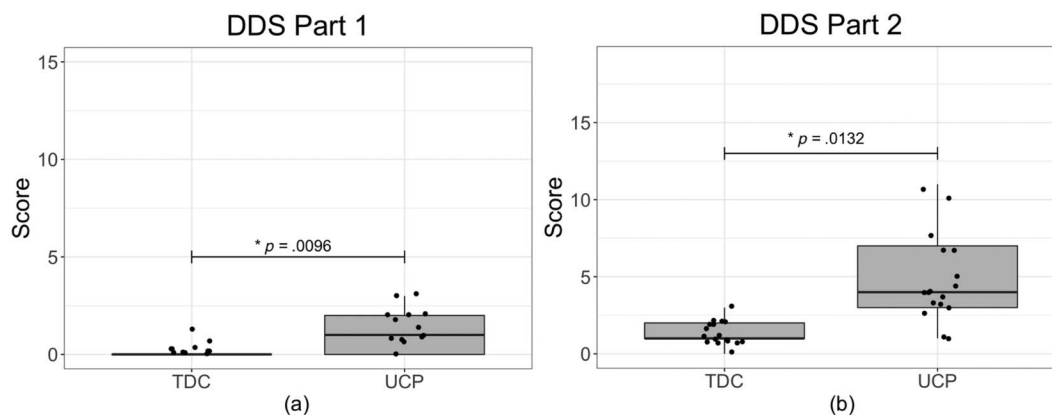 DDS Part 1
15
10
5
0
Score
* p = .0096
TDC
UCP
(a)
DDS Part 2
15
10
5
0
Score
* p = .0132
TDC
UCP
(b)